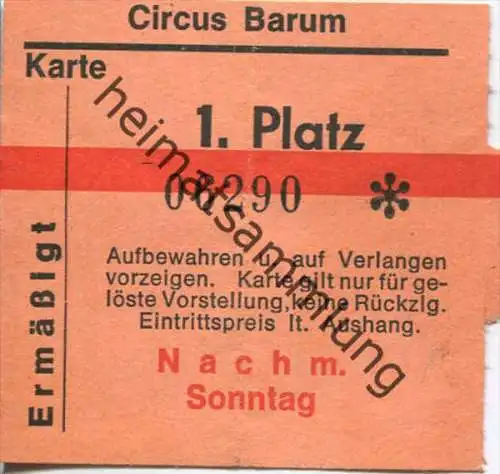 Circus Barum
Karte
1. Platz
06290 *
Ermäßigt
Aufbewahren u. auf Verlangen
vorzeigen. Karte gilt nur für ge-
löste Vorstellung, keine Rückzlg.
Eintrittspreis lt. Aushang.
Nachm.
Sonntag
heimatsammlung